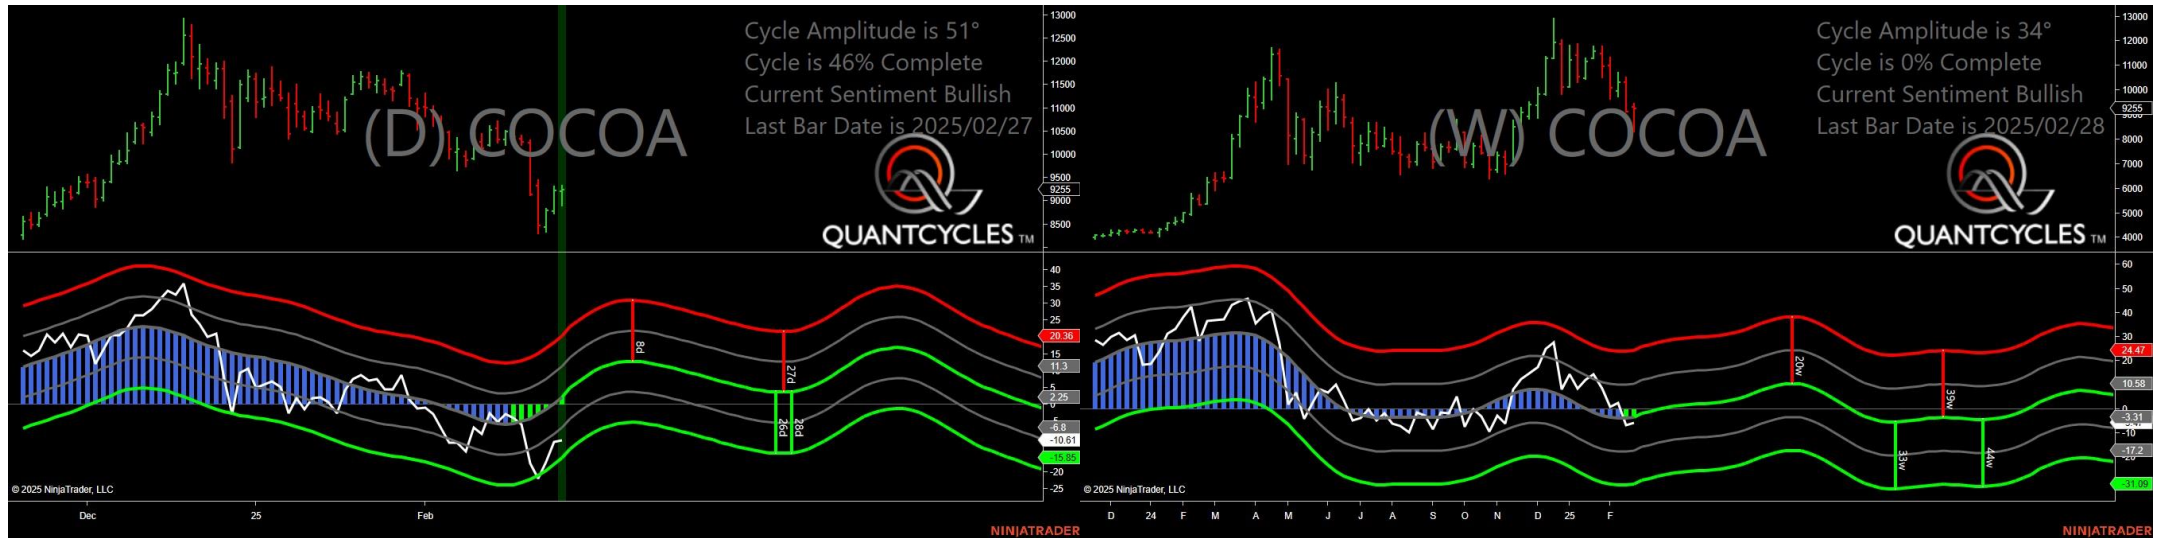 Cycle Amplitude is 51°
Cycle is 46% Complete
Current Sentiment Bullish
Last Bar Date is 2025/02/27
(D) COCOA
QUANTCYCLES TM
13000
12500
12000
11500
11000
10500
10000
9500
9255
9000
8500
40
35
30
25
20.36
15
11.3
5
2.25
0
-6.8
-10.61
-15.85
-20
-25
8d
27d
26d
28d
© 2025 NinjaTrader, LLC
Dec
25
Feb
NINJATRADER
Cycle Amplitude is 34°
Cycle is 0% Complete
Current Sentiment Bullish
Last Bar Date is 2025/02/28
(W) COCOA
QUANTCYCLES TM
13000
12000
11000
10000
9255
8000
7000
6000
5000
4000
60
50
40
30
24.47
20
10.58
0
-3.31
-10
-17.2
-31.09
20w
39w
33w
44w
© 2025 NinjaTrader, LLC
D
24
F
M
A
M
J
J
A
S
O
N
D
25
F
NINJATRADER